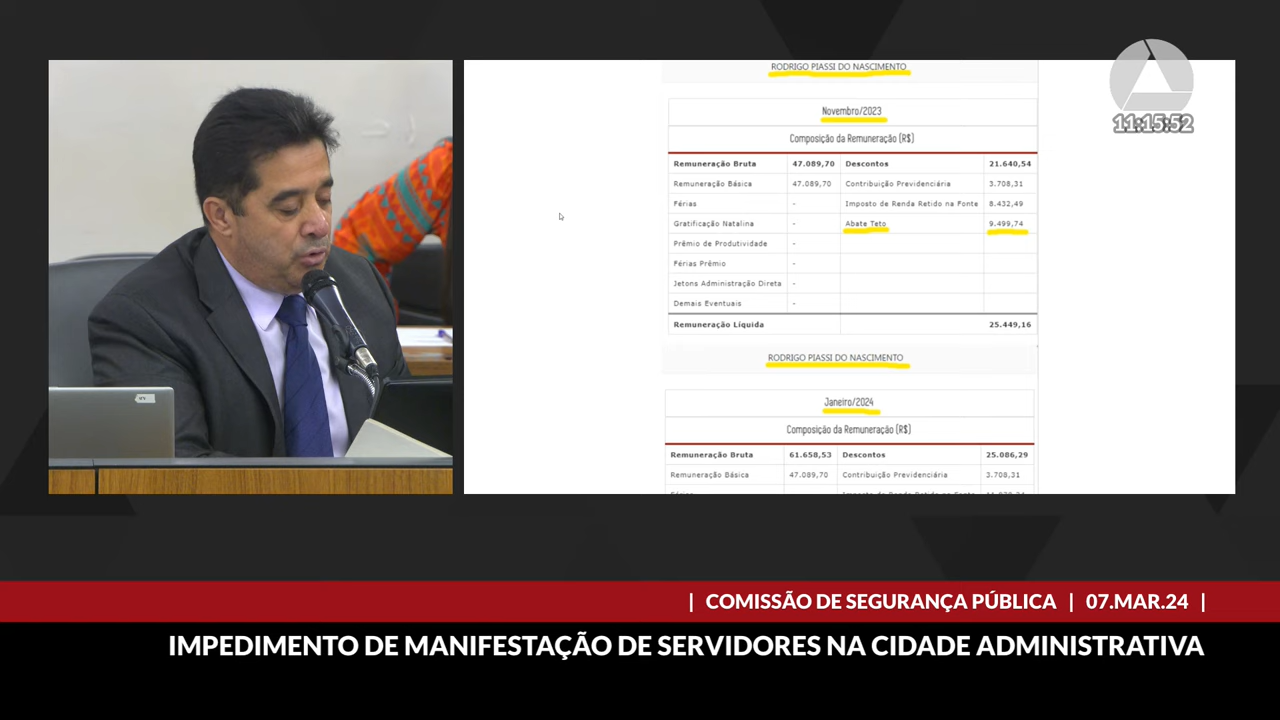 RODRIGO PIASSI DO NASCIMENTO
Novembro/2023
Composição da Remuneração (R$)
Remuneração Bruta 47.089,70 Descontos 21.640,54
Remuneração Básica 47.089,70 Contribuição Previdenciária 3.708,31
Férias - Imposto de Renda Retido na Fonte 8.432,49
Gratificação Natalina - Abate Teto 9.499,74
Prêmio de Produtividade -
Férias Prêmio -
Jetons Administração Direta -
Demais Eventuais -
Remuneração Líquida 25.449,16
RODRIGO PIASSI DO NASCIMENTO
Janeiro/2024
Composição da Remuneração (R$)
Remuneração Bruta 61.658,53 Descontos 25.086,29
Remuneração Básica 47.089,70 Contribuição Previdenciária 3.708,31
11:15:52
| COMISSÃO DE SEGURANÇA PÚBLICA | 07.MAR.24 |
IMPEDIMENTO DE MANIFESTAÇÃO DE SERVIDORES NA CIDADE ADMINISTRATIVA